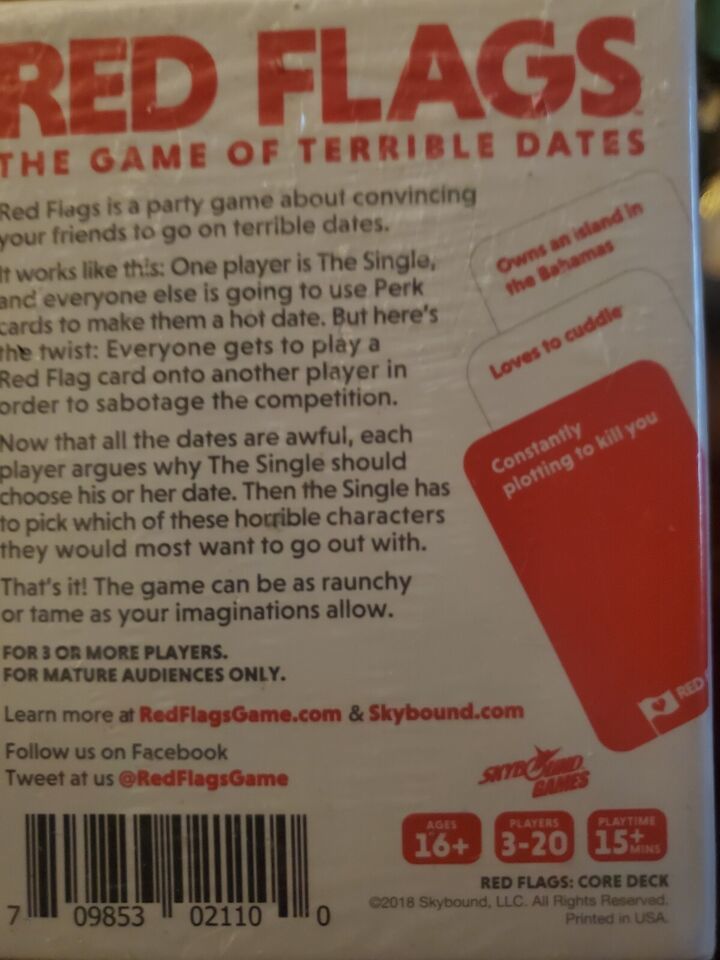 RED FLAGS
THE GAME OF TERRIBLE DATES
Red Flags is a party game about convincing
your friends to go on terrible dates.
It works like this: One player is The Single,
and everyone else is going to use Perk
cards to make them a hot date. But here's
the twist: Everyone gets to play a
Red Flag card onto another player in
order to sabotage the competition.
Now that all the dates are awful, each
player argues why The Single should
choose his or her date. Then the Single has
to pick which of these horrible characters
they would most want to go out with.
That's it! The game can be as raunchy
or tame as your imaginations allow.
FOR 3 OR MORE PLAYERS.
FOR MATURE AUDIENCES ONLY.
Learn more at RedFlagsGame.com & Skybound.com
Follow us on Facebook
Tweet at us @RedFlagsGame
Owns an island in
the Bahamas
Loves to cuddle
Constantly
plotting to kill you
RED
SKYBOUND
GAMES
AGES
16+
PLAYERS
3-20
PLAYTIME
15+ MINS
RED FLAGS: CORE DECK
©2018 Skybound, LLC. All Rights Reserved.
Printed in USA.
7 09853 02110 0